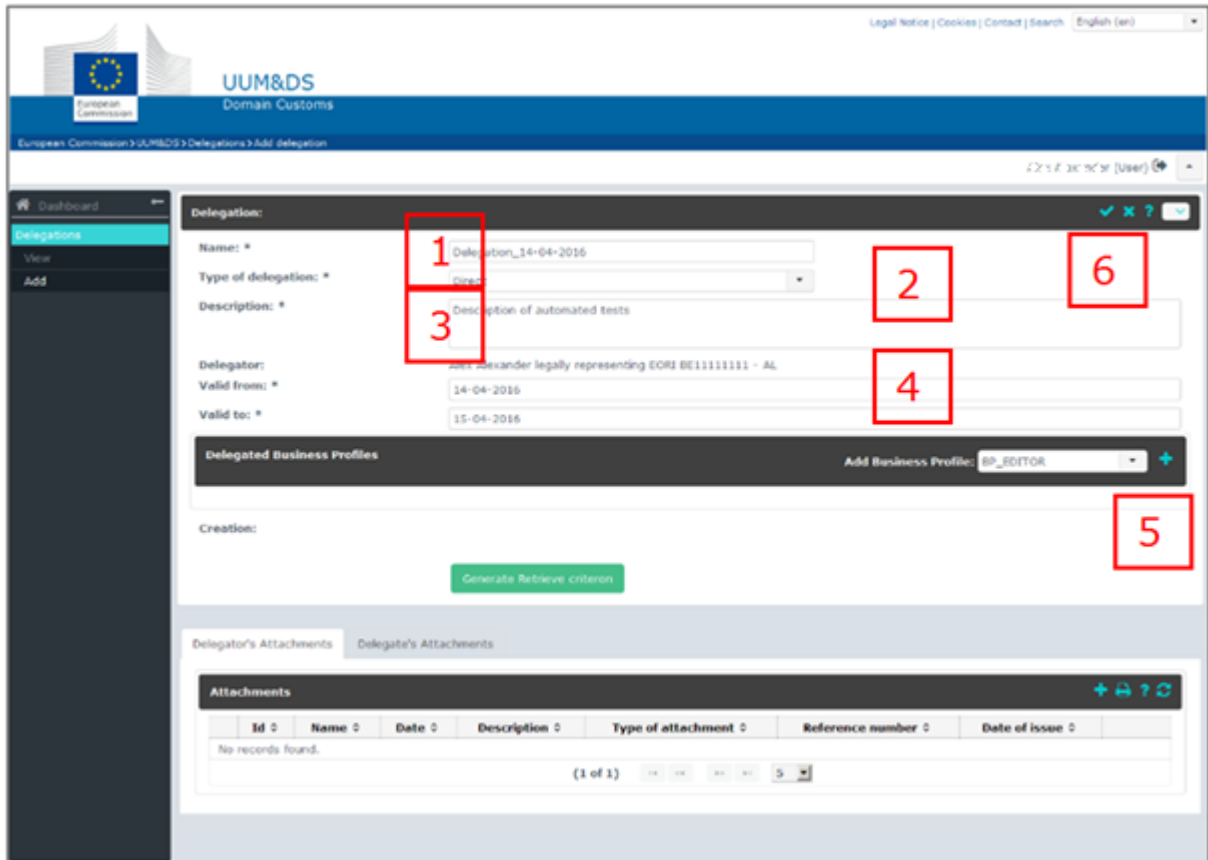 Legal Notice | Cookies | Contact | Search English (en)
UUM&DS
Domain Customs
European Commission
European Commission > UUM&DS > Delegations > Add delegation
(User)
Dashboard
Delegations
View
Add
Delegation: ?
6
Name: * 1 Delegation_14-04-2016
2
Type of delegation: * Direct
Description: * 3 Description of automated tests
Delegator: Alex Alexander legally representing EORI BE11111111 - AL
4
Valid from: * 14-04-2016
Valid to: * 15-04-2016
Delegated Business Profiles Add Business Profile: BP_EDITOR +
5
Creation:
Generate Retrieve criteron
Delegator's Attachments Delegate's Attachments
Attachments + ?
Id Name Date Description Type of attachment Reference number Date of issue
No records found.
(1 of 1) 5